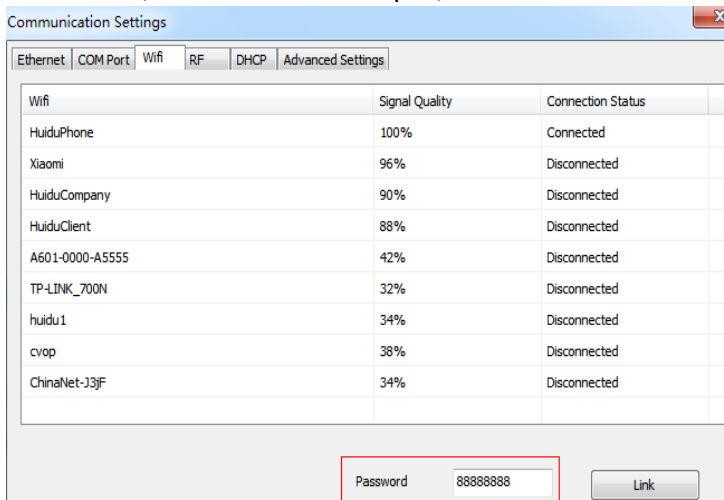 Communication Settings
Ethernet COM Port Wifi RF DHCP Advanced Settings
Wifi Signal Quality Connection Status
HuiduPhone 100% Connected
Xiaomi 96% Disconnected
HuiduCompany 90% Disconnected
HuiduClient 88% Disconnected
A601-0000-A5555 42% Disconnected
TP-LINK_700N 32% Disconnected
huidu1 34% Disconnected
cvop 38% Disconnected
ChinaNet-J3jF 34% Disconnected
Password 88888888 Link